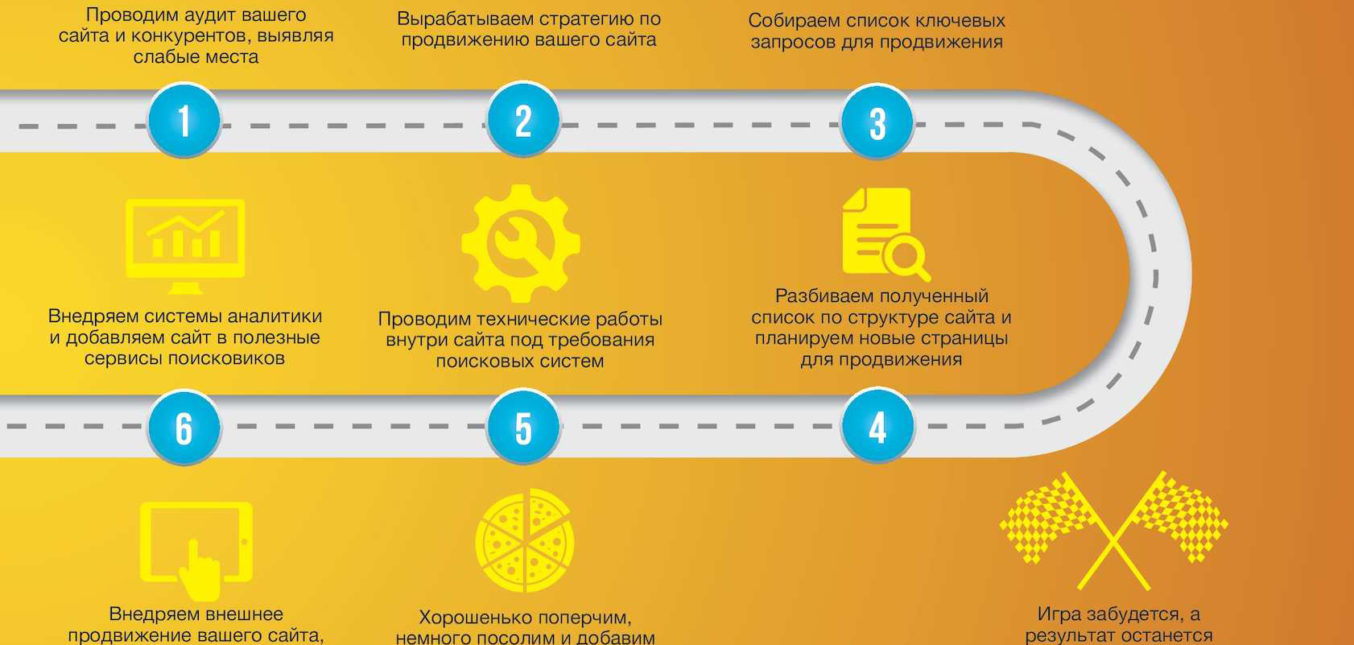 Проводим аудит вашего
сайта и конкурентов, выявляя
слабые места
Вырабатываем стратегию по
продвижению вашего сайта
Собираем список ключевых
запросов для продвижения
1
2
3
Внедряем системы аналитики
и добавляем сайт в полезные
сервисы поисковиков
Проводим технические работы
внутри сайта под требования
поисковых систем
Разбиваем полученный
список по структуре сайта и
планируем новые страницы
для продвижения
6
5
4
Внедряем внешнее
продвижение вашего сайта,
Хорошенько поперчим,
немного посолим и добавим
Игра забудется, а
результат останется